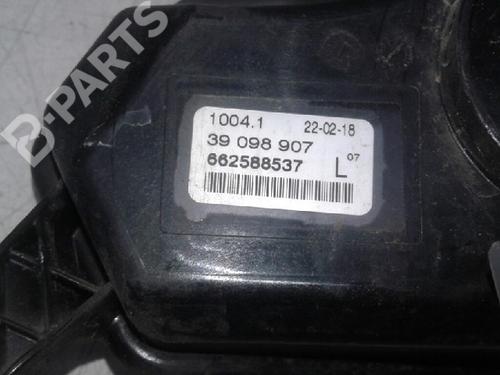 B-PARTS
1004.1 22-02-18
39 098 907
662588537 L 07